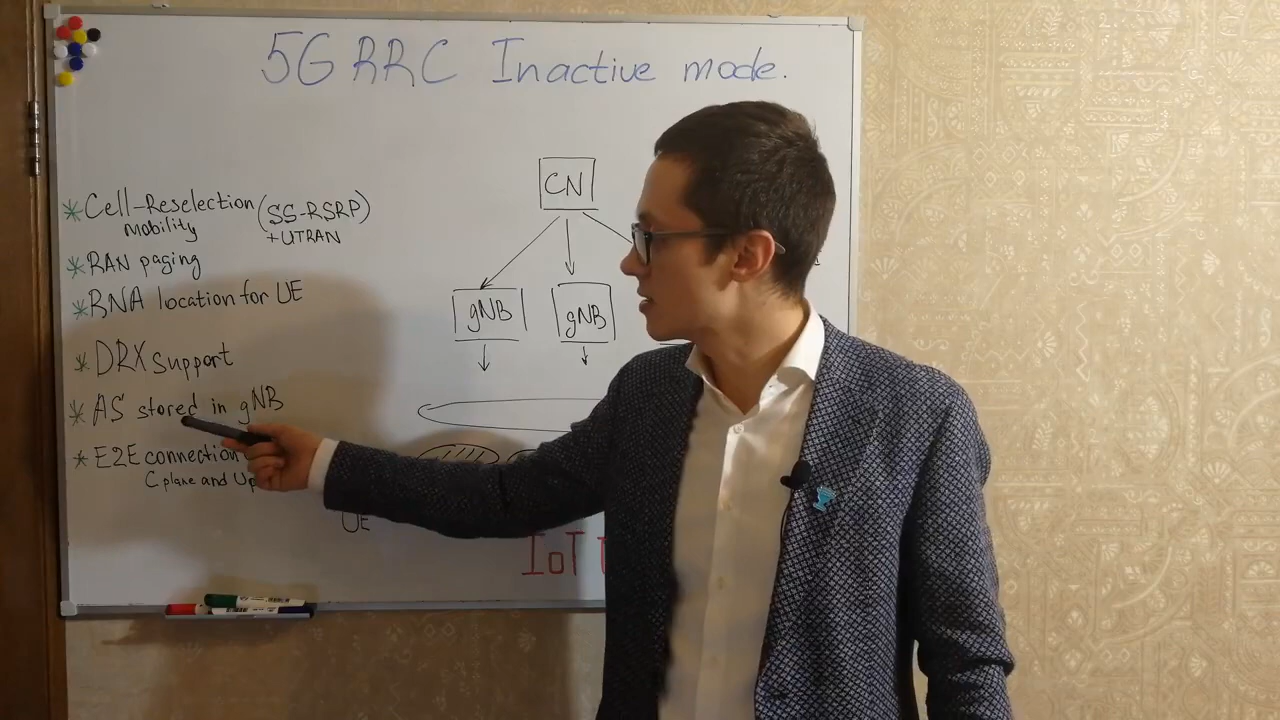 5G RRC Inactive mode.
* Cell-Reselection (SS-RSRP)
mobility +UTRAN
* RAN paging
* RNA location for UE
* DRX support
* AS stored in gNB
* E2E connection
C plane and
CN
gNB gNB
UE
IoT